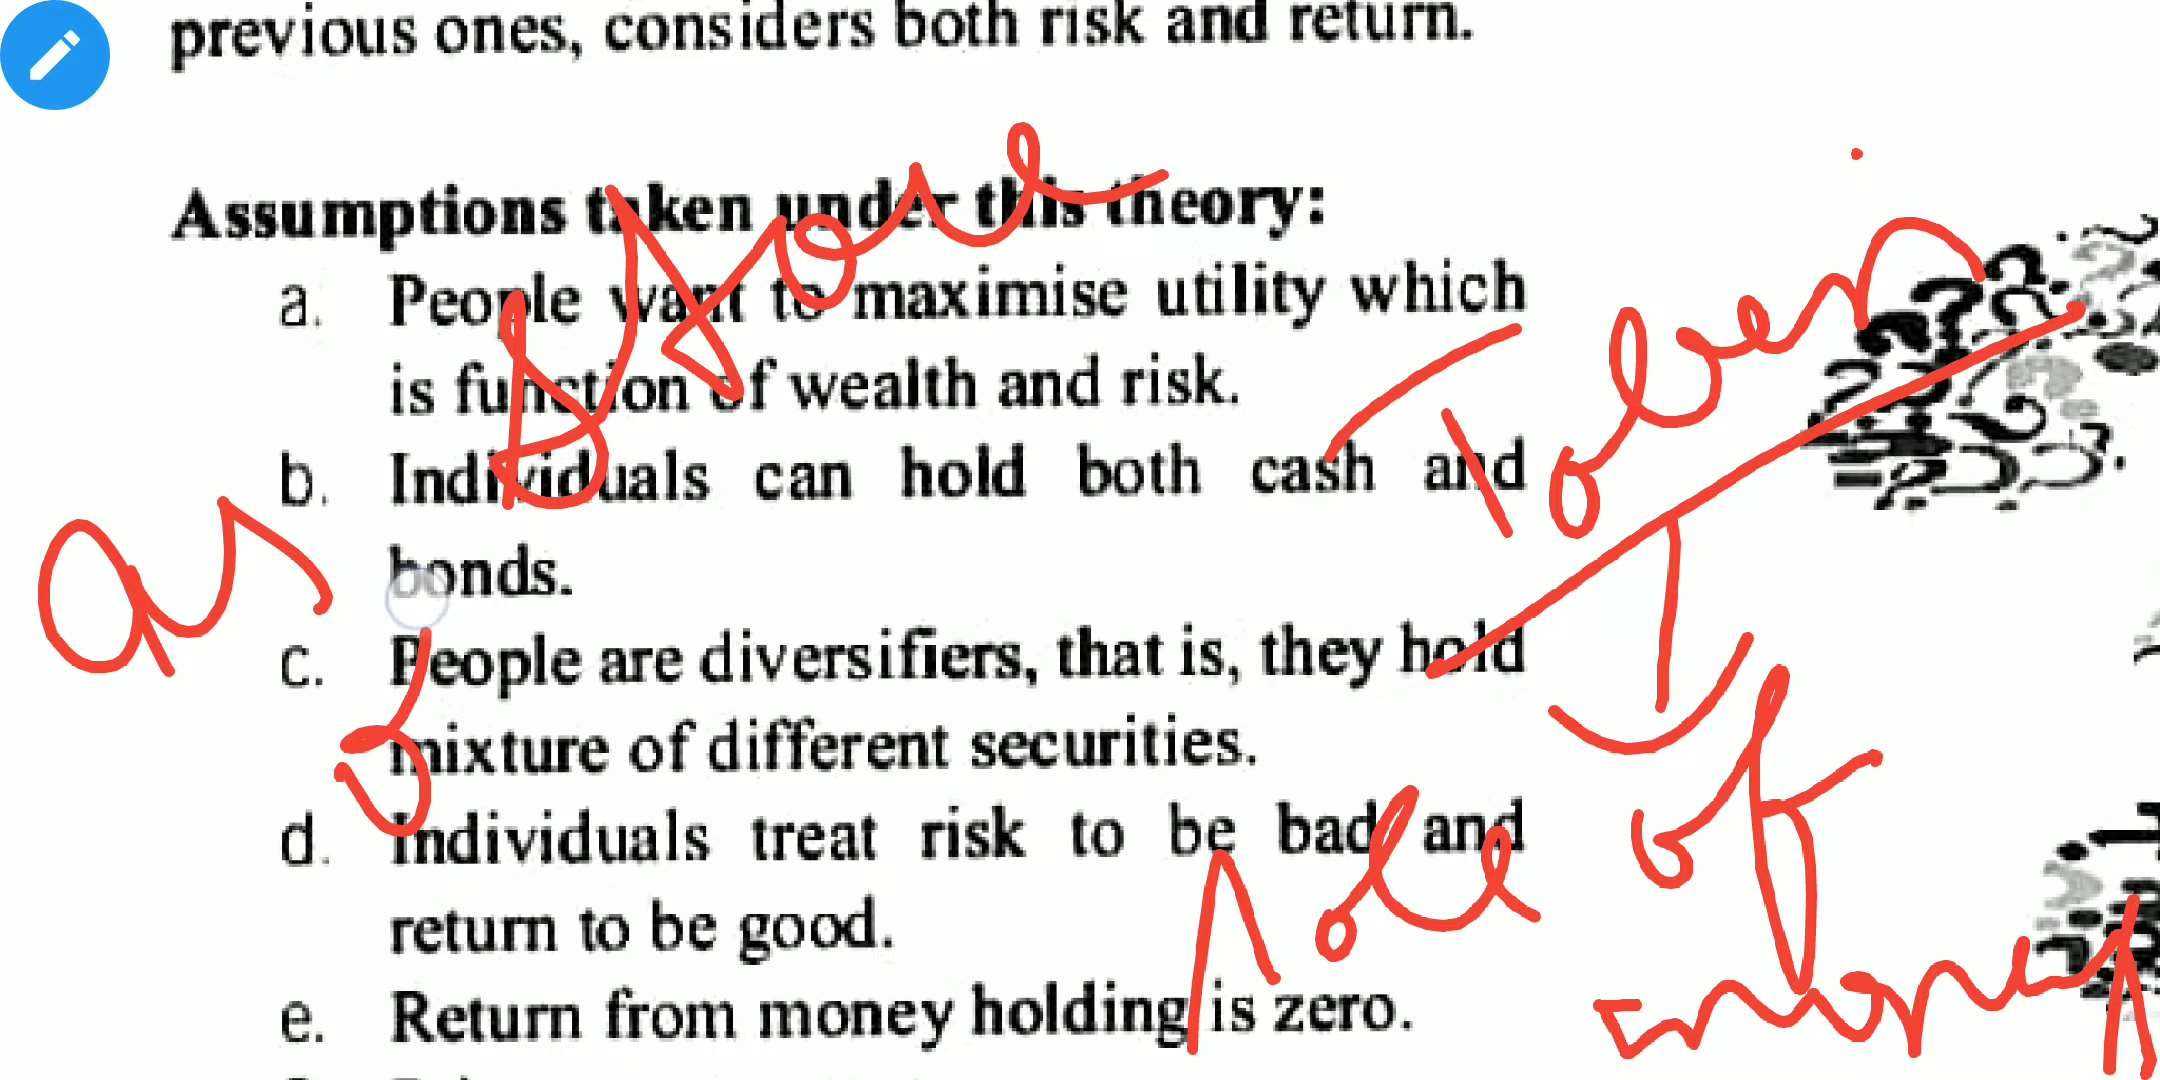 previous ones, considers both risk and return.
Assumptions taken under this theory:
a. People want to maximise utility which
is function of wealth and risk.
b. Individuals can hold both cash and
bonds.
c. People are diversifiers, that is, they hold
mixture of different securities.
d. Individuals treat risk to be bad and
return to be good.
e. Return from money holding is zero.
role of
money
as store